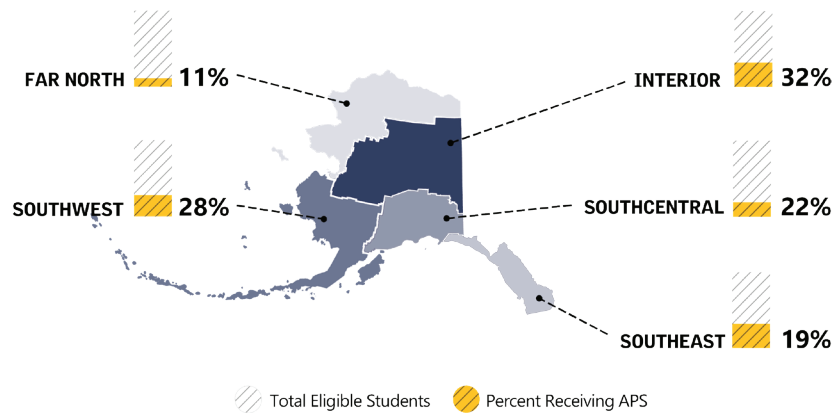 FAR NORTH 11%
INTERIOR 32%
SOUTHWEST 28%
SOUTHCENTRAL 22%
SOUTHEAST 19%
Total Eligible Students
Percent Receiving APS